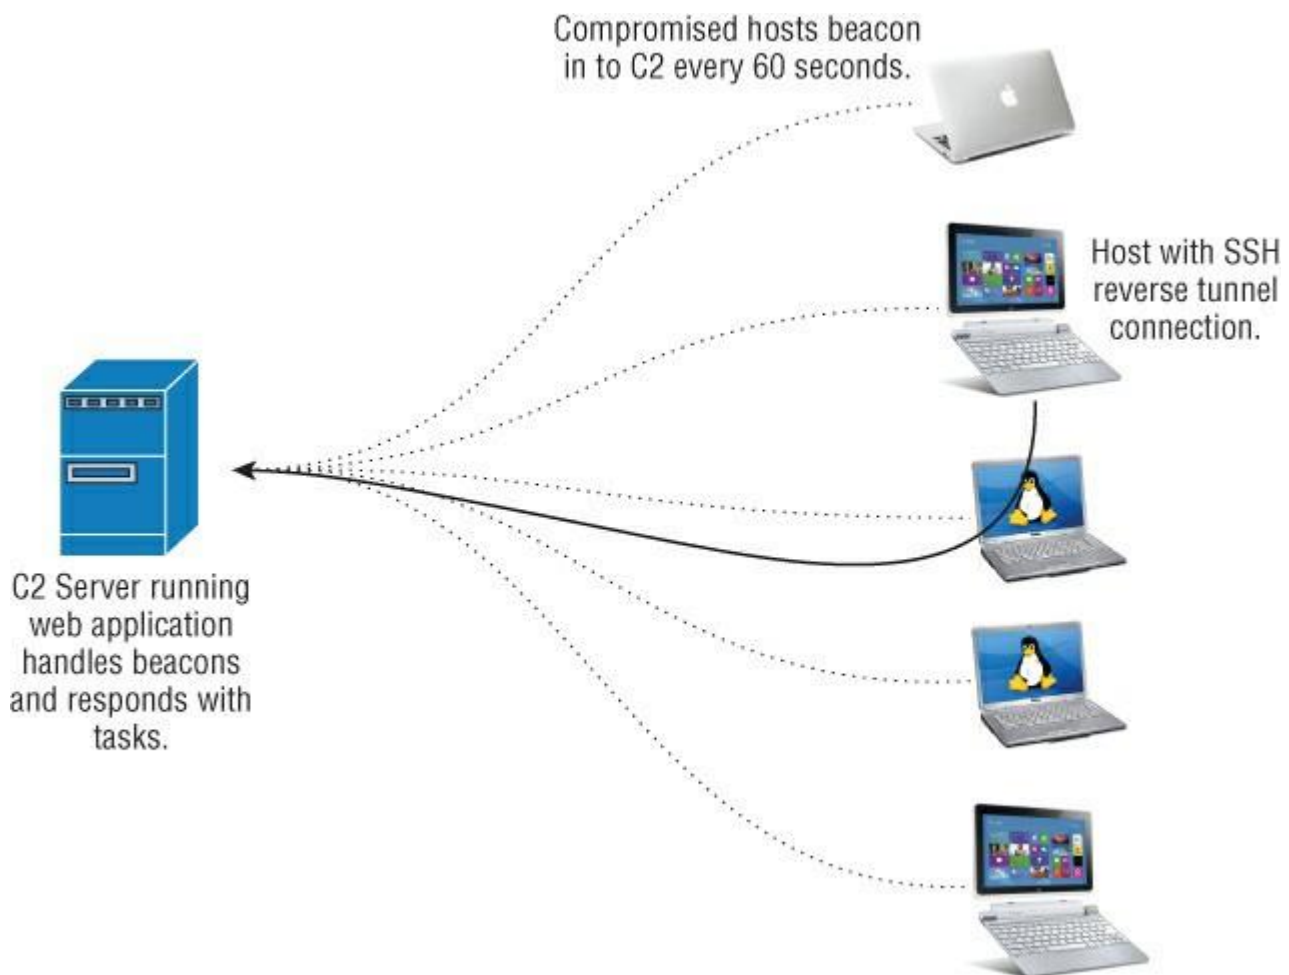 Compromised hosts beacon
in to C2 every 60 seconds.
Host with SSH
reverse tunnel
connection.
C2 Server running
web application
handles beacons
and responds with
tasks.